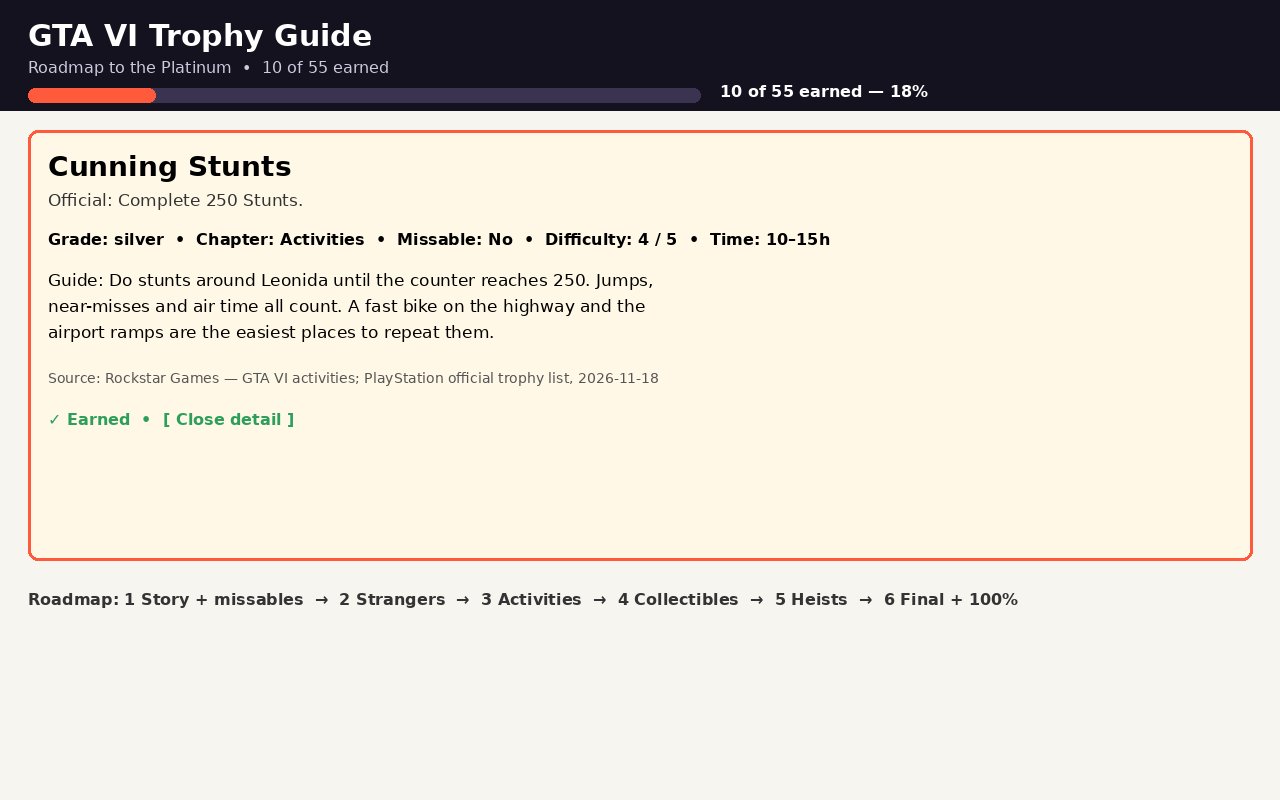 GTA VI Trophy Guide
Roadmap to the Platinum • 10 of 55 earned
10 of 55 earned — 18%
Cunning Stunts
Official: Complete 250 Stunts.
Grade: silver • Chapter: Activities • Missable: No • Difficulty: 4 / 5 • Time: 10–15h
Guide: Do stunts around Leonida until the counter reaches 250. Jumps,
near-misses and air time all count. A fast bike on the highway and the
airport ramps are the easiest places to repeat them.
Source: Rockstar Games — GTA VI activities; PlayStation official trophy list, 2026-11-18
✓ Earned • [ Close detail ]
Roadmap: 1 Story + missables → 2 Strangers → 3 Activities → 4 Collectibles → 5 Heists → 6 Final + 100%